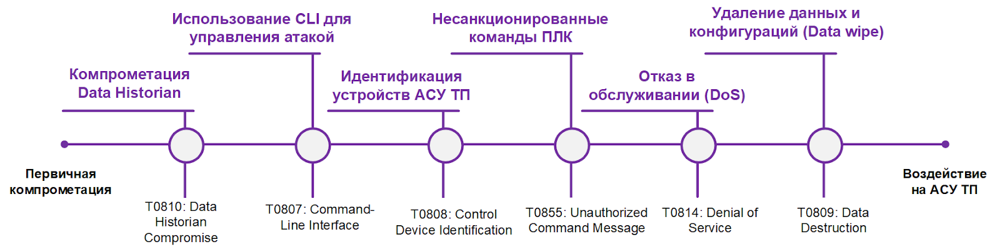 Использование CLI для
управления атакой
Несанкционированные
команды ПЛК
Удаление данных и
конфигураций (Data wipe)
Компрометация
Data Historian
Идентификация
устройств АСУ ТП
Отказ в
обслуживании (DoS)
Первичная
компрометация
Воздействие
на АСУ ТП
T0810: Data
Historian
Compromise
T0807: Command-
Line Interface
T0808: Control
Device Identification
T0855: Unauthorized
Command Message
T0814: Denial of
Service
T0809: Data
Destruction